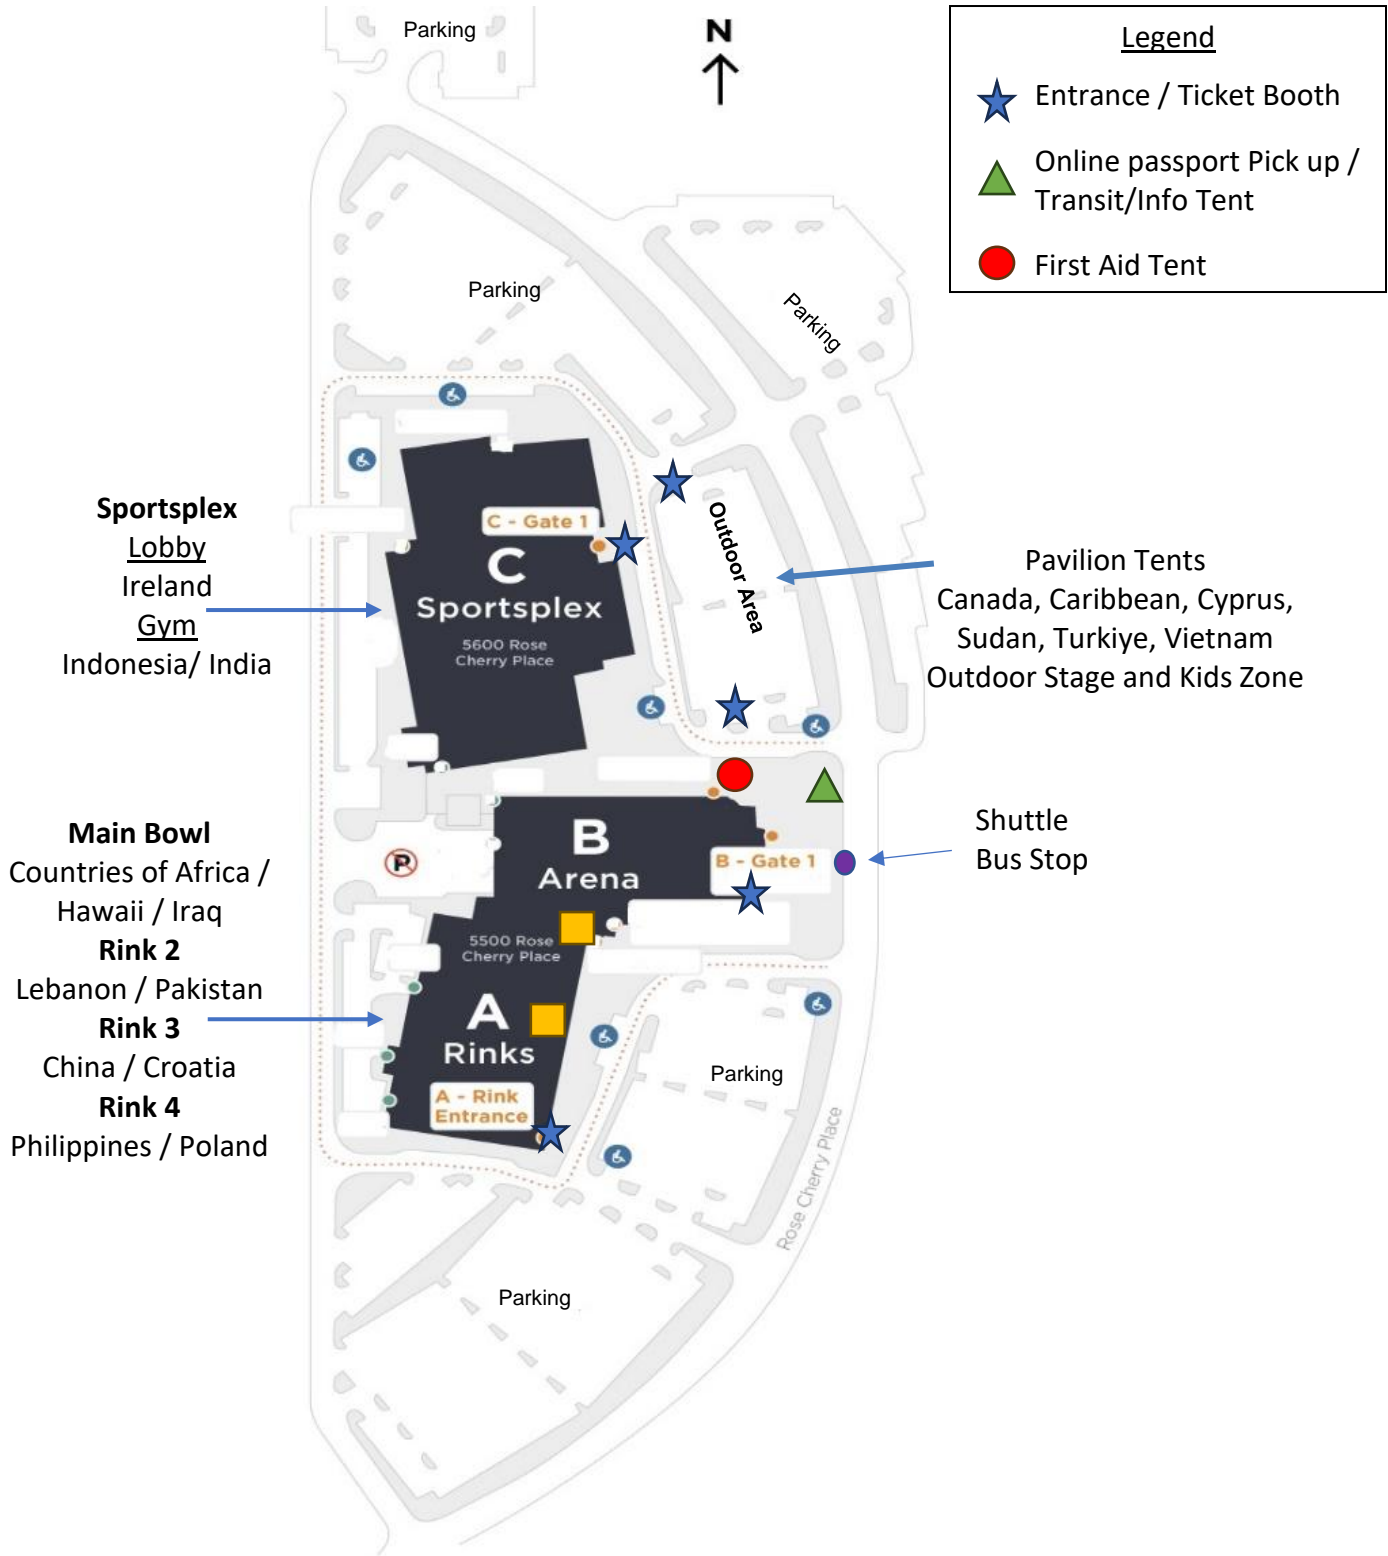 Parking
N
Legend
Entrance / Ticket Booth
Online passport Pick up /
Transit/Info Tent
First Aid Tent
Parking
Parking
Sportsplex
Lobby
Ireland
Gym
Indonesia/ India
C - Gate 1
C
Sportsplex
5600 Rose
Cherry Place
Outdoor Area
Pavilion Tents
Canada, Caribbean, Cyprus,
Sudan, Turkiye, Vietnam
Outdoor Stage and Kids Zone
Main Bowl
Countries of Africa /
Hawaii / Iraq
Rink 2
Lebanon / Pakistan
Rink 3
China / Croatia
Rink 4
Philippines / Poland
P
B
Arena
B - Gate 1
Shuttle
Bus Stop
5500 Rose
Cherry Place
A
Rinks
A - Rink
Entrance
Parking
Rose Cherry Place
Parking